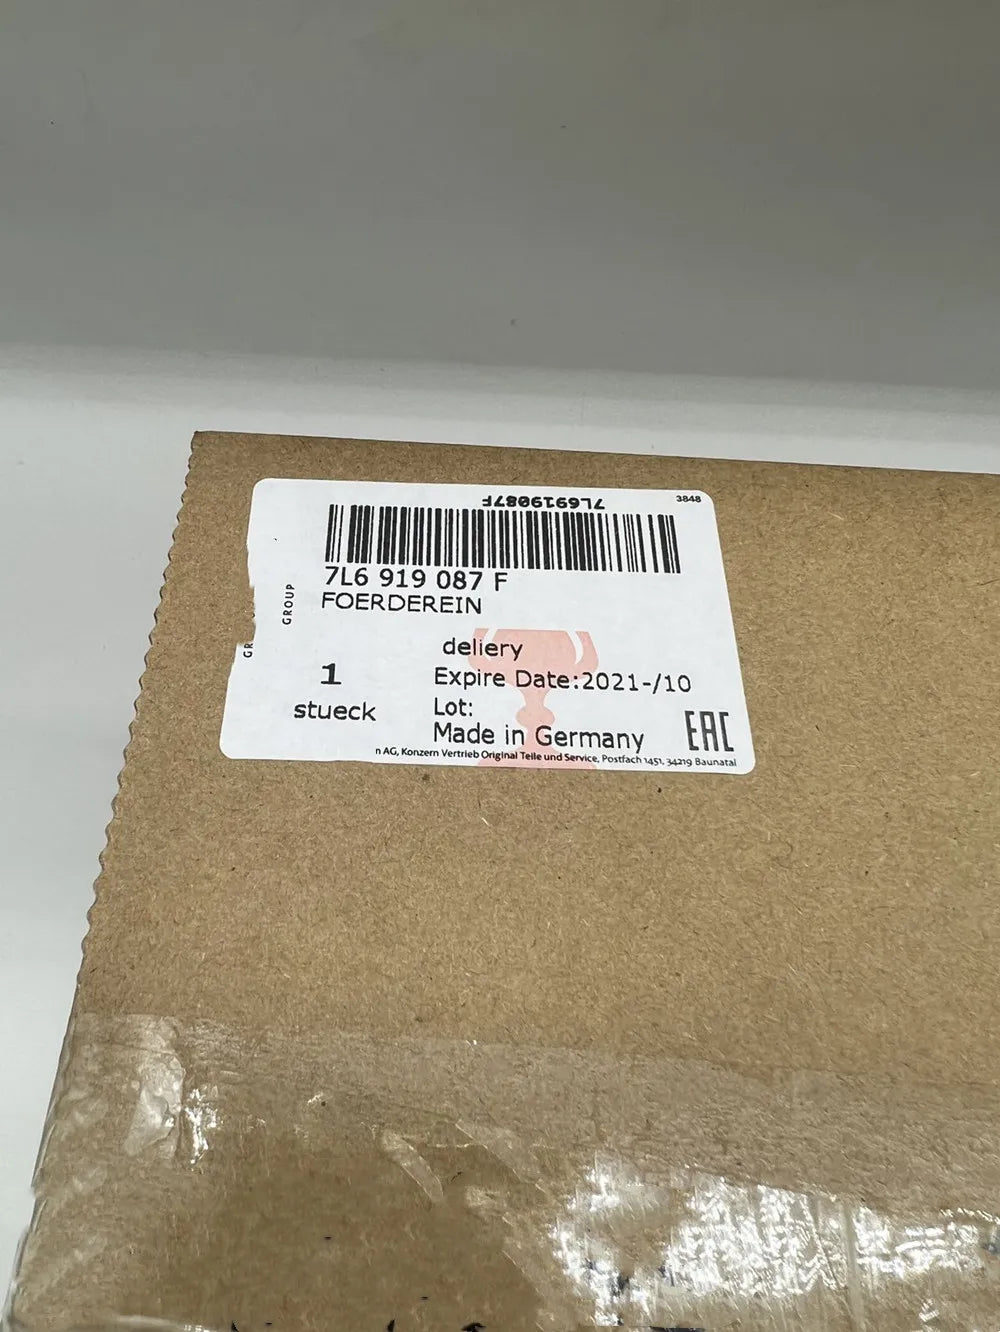 7L6919087F
3848
7L6 919 087 F
FOERDEREIN
GROUP
GR
deliery
1
Expire Date:2021-/10
stueck
Lot:
Made in Germany
EAC
n AG, Konzern Vertrieb Original Teile und Service, Postfach 1451, 34219 Baunatal